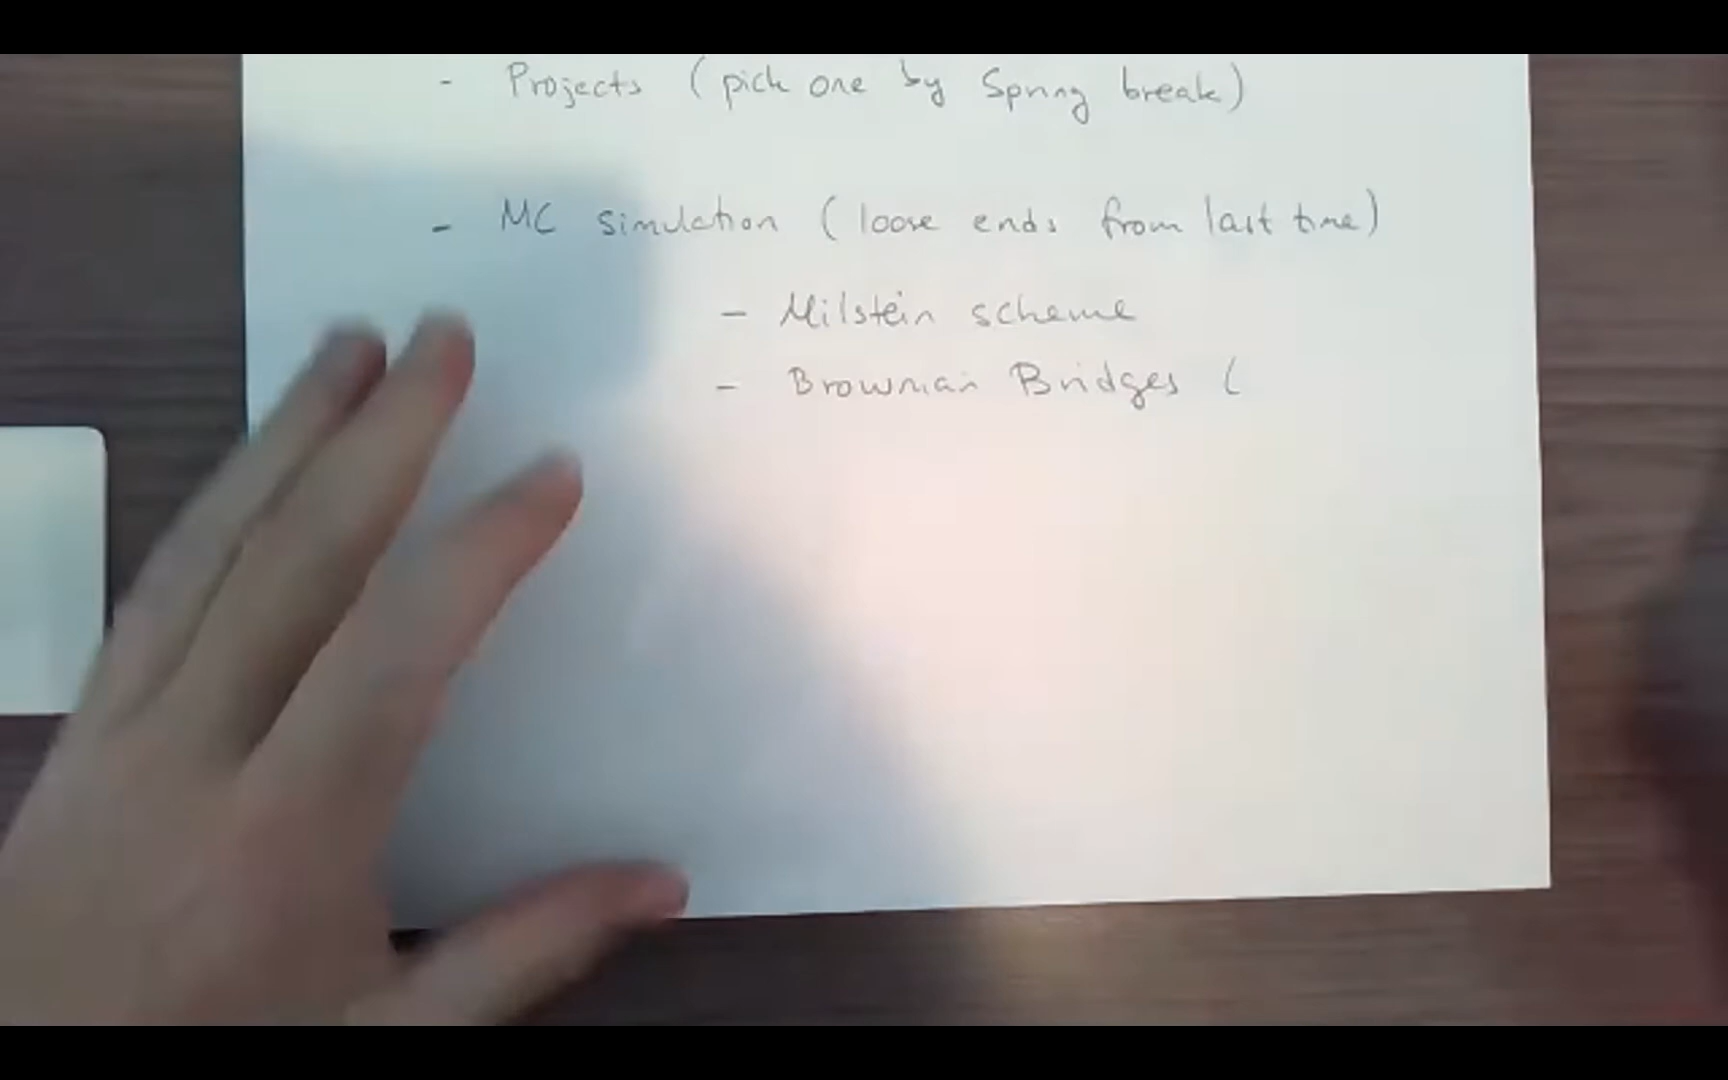 - Projects (pick one by Spring break)
- MC simulation (loose ends from last time)
- Milstein scheme
- Brownian Bridges (